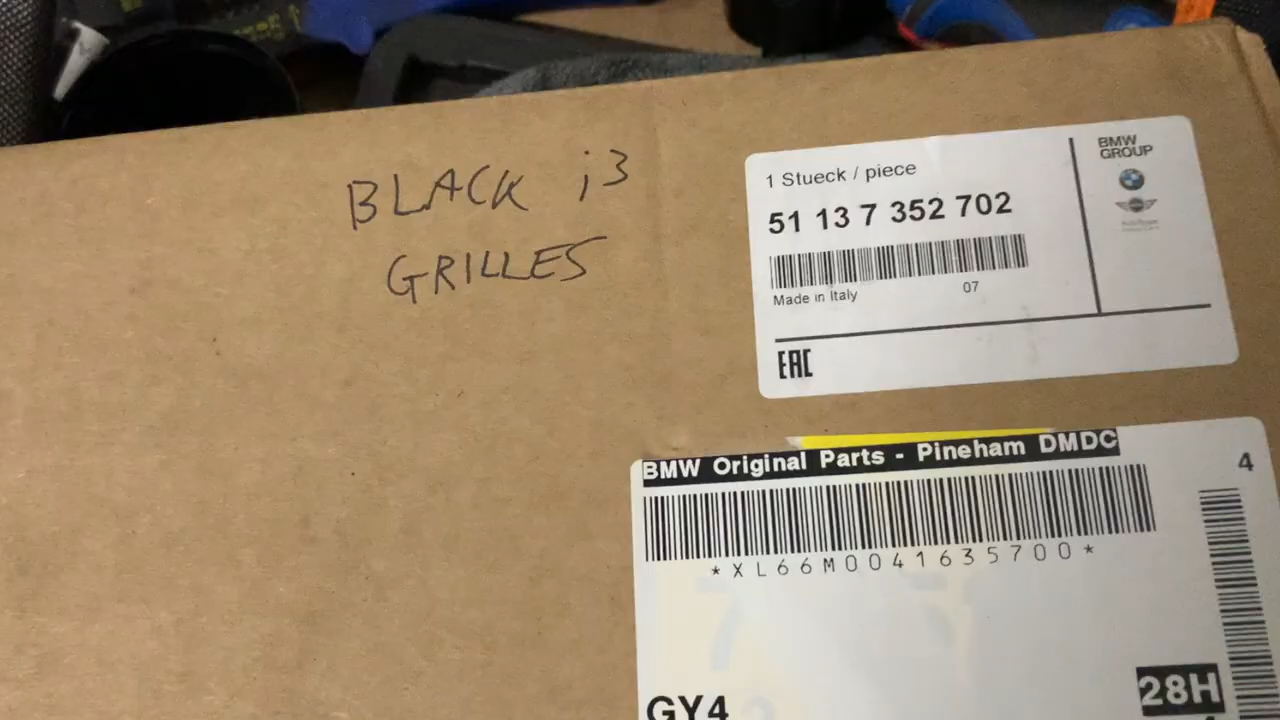 BLACK i3
GRILLES
1 Stueck / piece
51 13 7 352 702
Made in Italy 07
EAC
BMW
GROUP
BMW Original Parts - Pineham DMDC
4
*XL66M0041635700*
GY4
28H